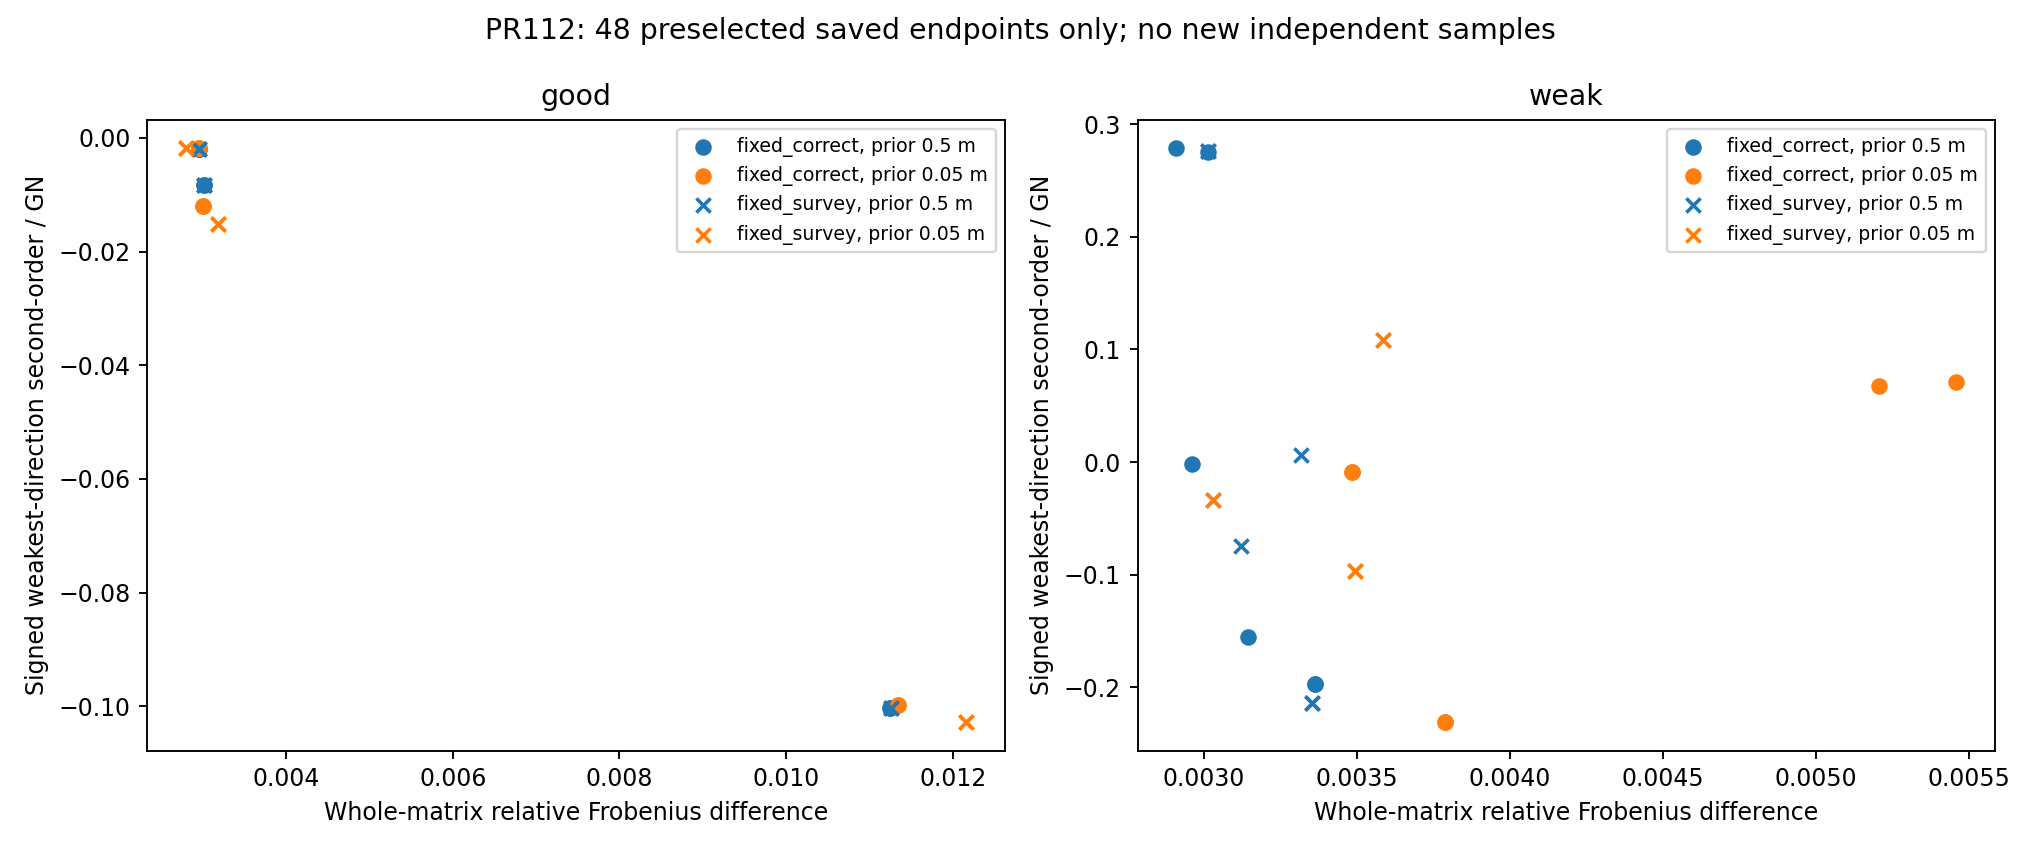 PR112: 48 preselected saved endpoints only; no new independent samples
good
Signed weakest-direction second-order / GN
0.00
−0.02
−0.04
−0.06
−0.08
−0.10
fixed_correct, prior 0.5 m
fixed_correct, prior 0.05 m
fixed_survey, prior 0.5 m
fixed_survey, prior 0.05 m
0.004
0.006
0.008
0.010
0.012
Whole-matrix relative Frobenius difference
weak
Signed weakest-direction second-order / GN
0.3
0.2
0.1
0.0
−0.1
−0.2
fixed_correct, prior 0.5 m
fixed_correct, prior 0.05 m
fixed_survey, prior 0.5 m
fixed_survey, prior 0.05 m
0.0030
0.0035
0.0040
0.0045
0.0050
0.0055
Whole-matrix relative Frobenius difference